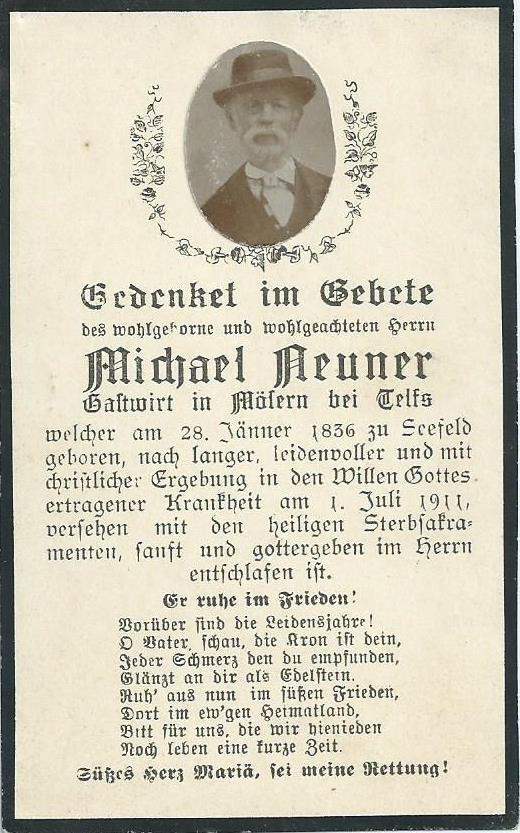 Gedenket im Gebete
des wohlgeborne und wohlgeachteten Herrn
Michael Neuner
Gastwirt in Mösern bei Telfs
welcher am 28. Jänner 1836 zu Seefeld
geboren, nach langer, leidenvoller und mit
christlicher Ergebung in den Willen Gottes
ertragener Krankheit am 1. Juli 1911,
versehen mit den heiligen Sterbsakra=
menten, sanft und gottergeben im Herrn
entschlafen ist.
Er ruhe im Frieden!
Vorüber sind die Leidensjahre!
O Vater, schau, die Kron ist dein,
Jeder Schmerz den du empfunden,
Glänzt an dir als Edelstein.
Ruh' aus nun im süßen Frieden,
Dort im ew'gen Heimatland,
Bitt für uns, die wir hienieden
Noch leben eine kurze Zeit.
Süßes Herz Mariä, sei meine Rettung!